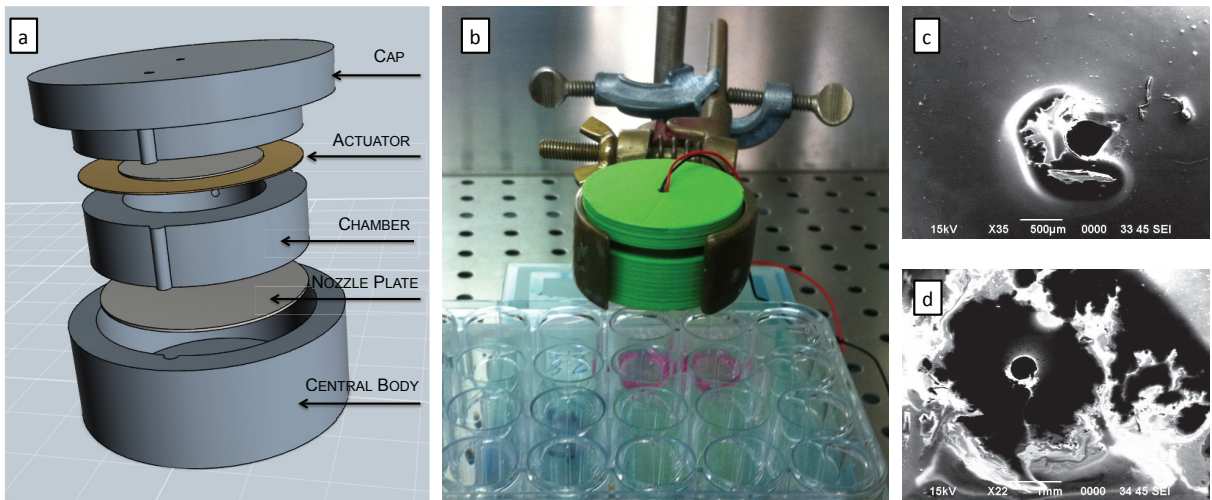 a
CAP
ACTUATOR
CHAMBER
NOZZLE PLATE
CENTRAL BODY
b
c
15kV X35 500µm 0000 33 45 SEI
d
15kV X22 1mm 0000 34 45 SEI